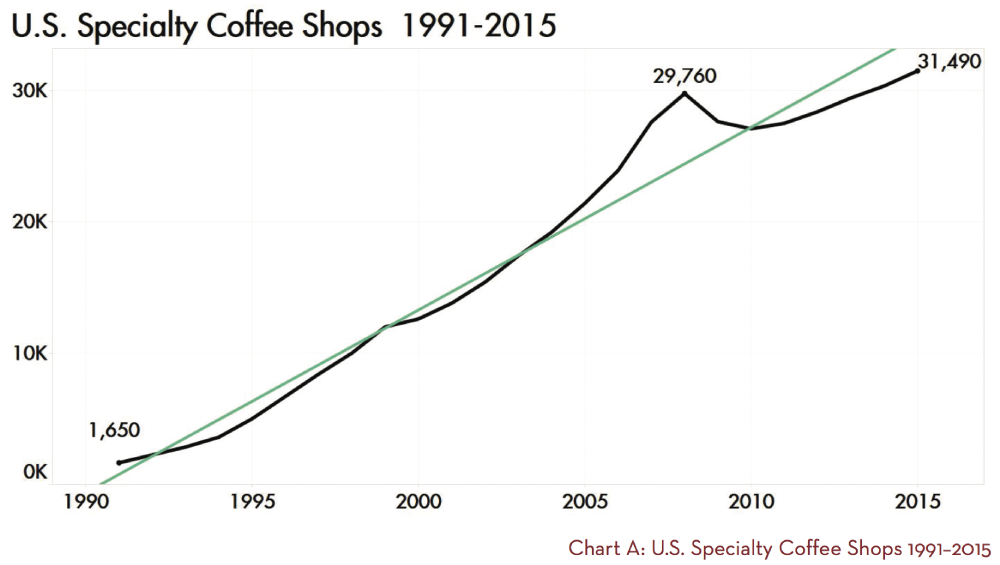 U.S. Specialty Coffee Shops 1991-2015
31,490
29,760
30K
20K
10K
1,650
0K
1990 1995 2000 2005 2010 2015
Chart A: U.S. Specialty Coffee Shops 1991–2015